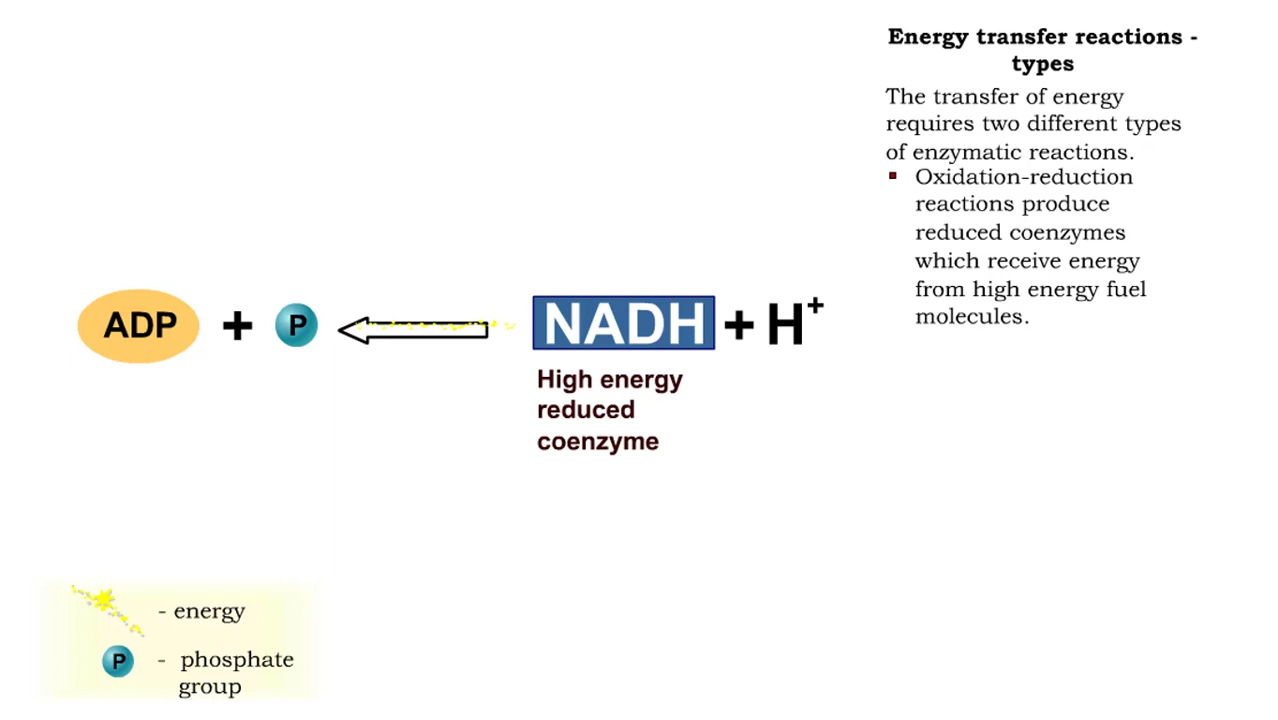 Energy transfer reactions -
types
The transfer of energy
requires two different types
of enzymatic reactions.
▪ Oxidation-reduction
reactions produce
reduced coenzymes
which receive energy
from high energy fuel
molecules.
ADP + P NADH + H+
High energy
reduced
coenzyme
- energy
P - phosphate
group